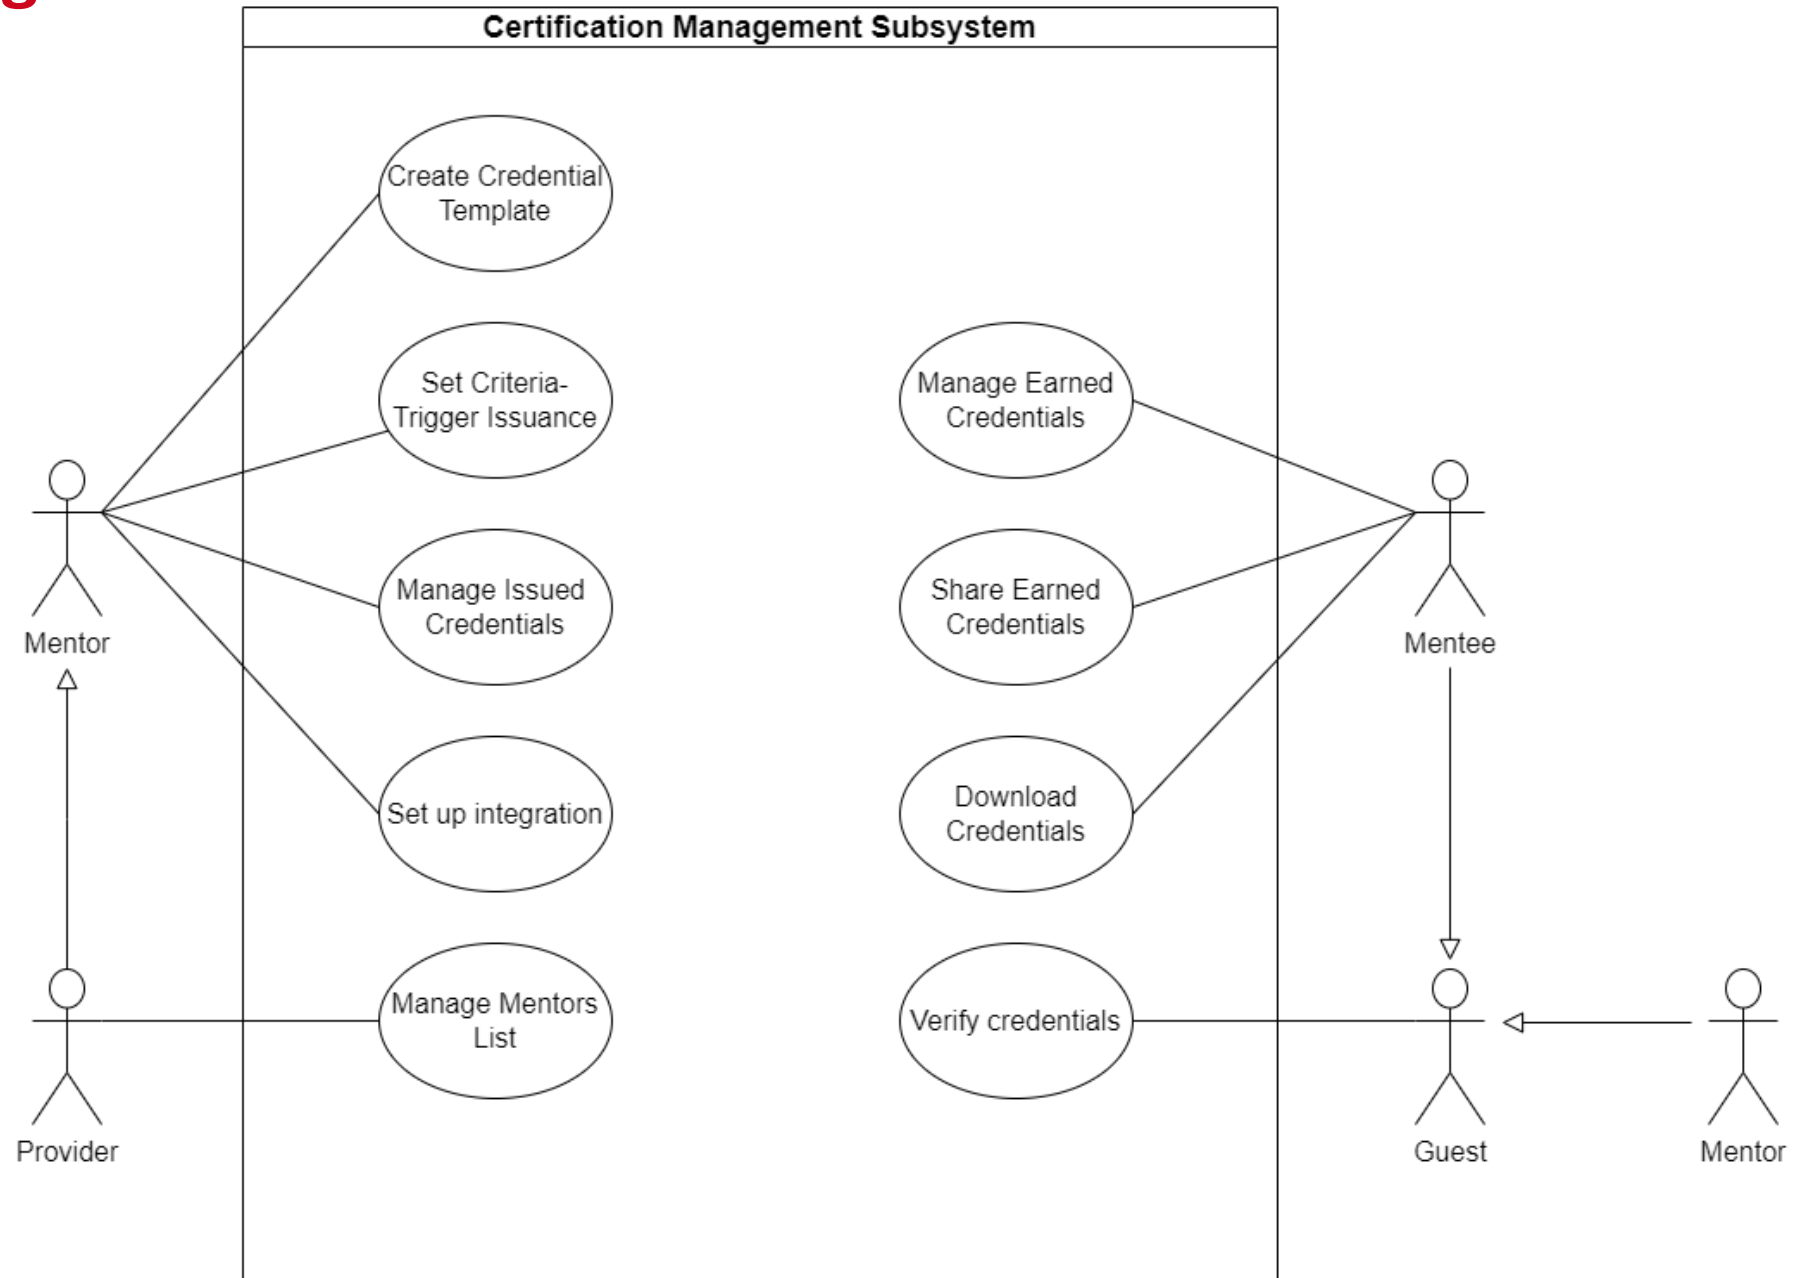 Certification Management Subsystem
Create Credential
Template
Set Criteria-
Trigger Issuance
Manage Earned
Credentials
Manage Issued
Credentials
Share Earned
Credentials
Mentor
Mentee
Set up integration
Download
Credentials
Manage Mentors
List
Verify credentials
Provider
Guest
Mentor